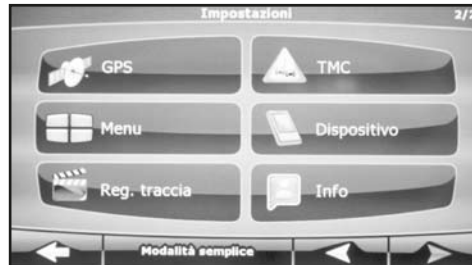 Impostazioni 2/2
GPS TMC
Menu Dispositivo
Reg. traccia Info
Modalità semplice